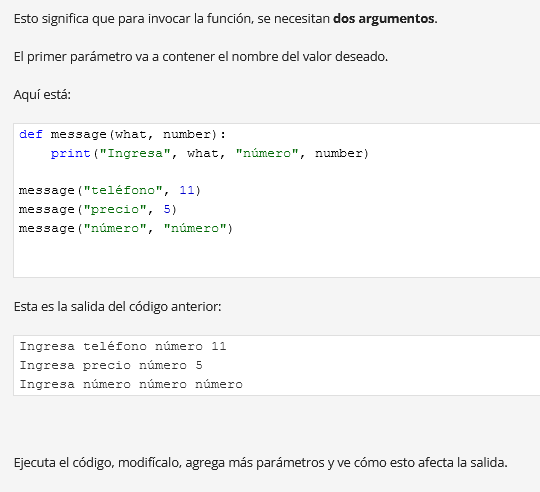 Esto significa que para invocar la función, se necesitan dos argumentos.
El primer parámetro va a contener el nombre del valor deseado.
Aquí está:
def message(what, number):
    print("Ingresa", what, "número", number)
message("teléfono", 11)
message("precio", 5)
message("número", "número")
Esta es la salida del código anterior:
Ingresa teléfono número 11
Ingresa precio número 5
Ingresa número número número
Ejecuta el código, modifícalo, agrega más parámetros y ve cómo esto afecta la salida.